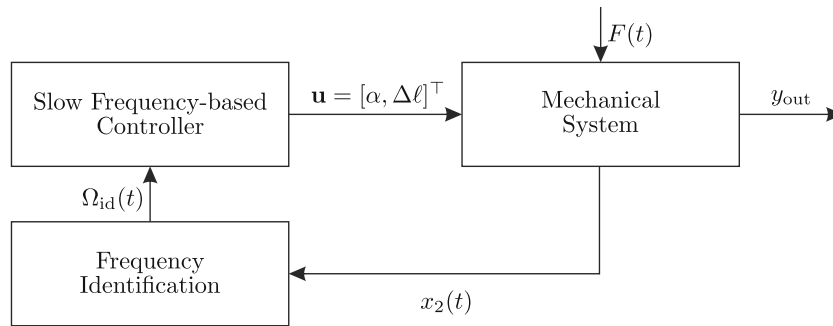 F(t)
Slow Frequency-based
Controller
u = [α, Δℓ]⊤
Mechanical
System
y_out
Ω_id(t)
Frequency
Identification
x_2(t)